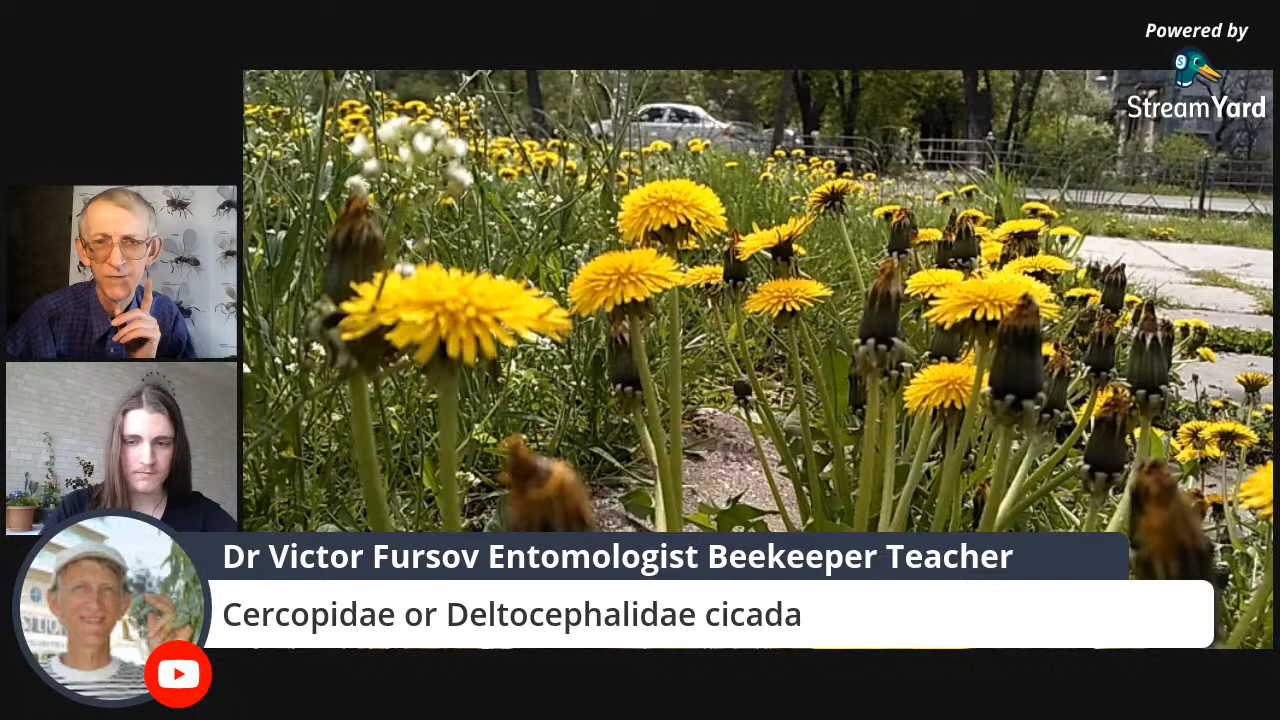 Powered by
StreamYard
Dr Victor Fursov Entomologist Beekeeper Teacher
Cercopidae or Deltocephalidae cicada